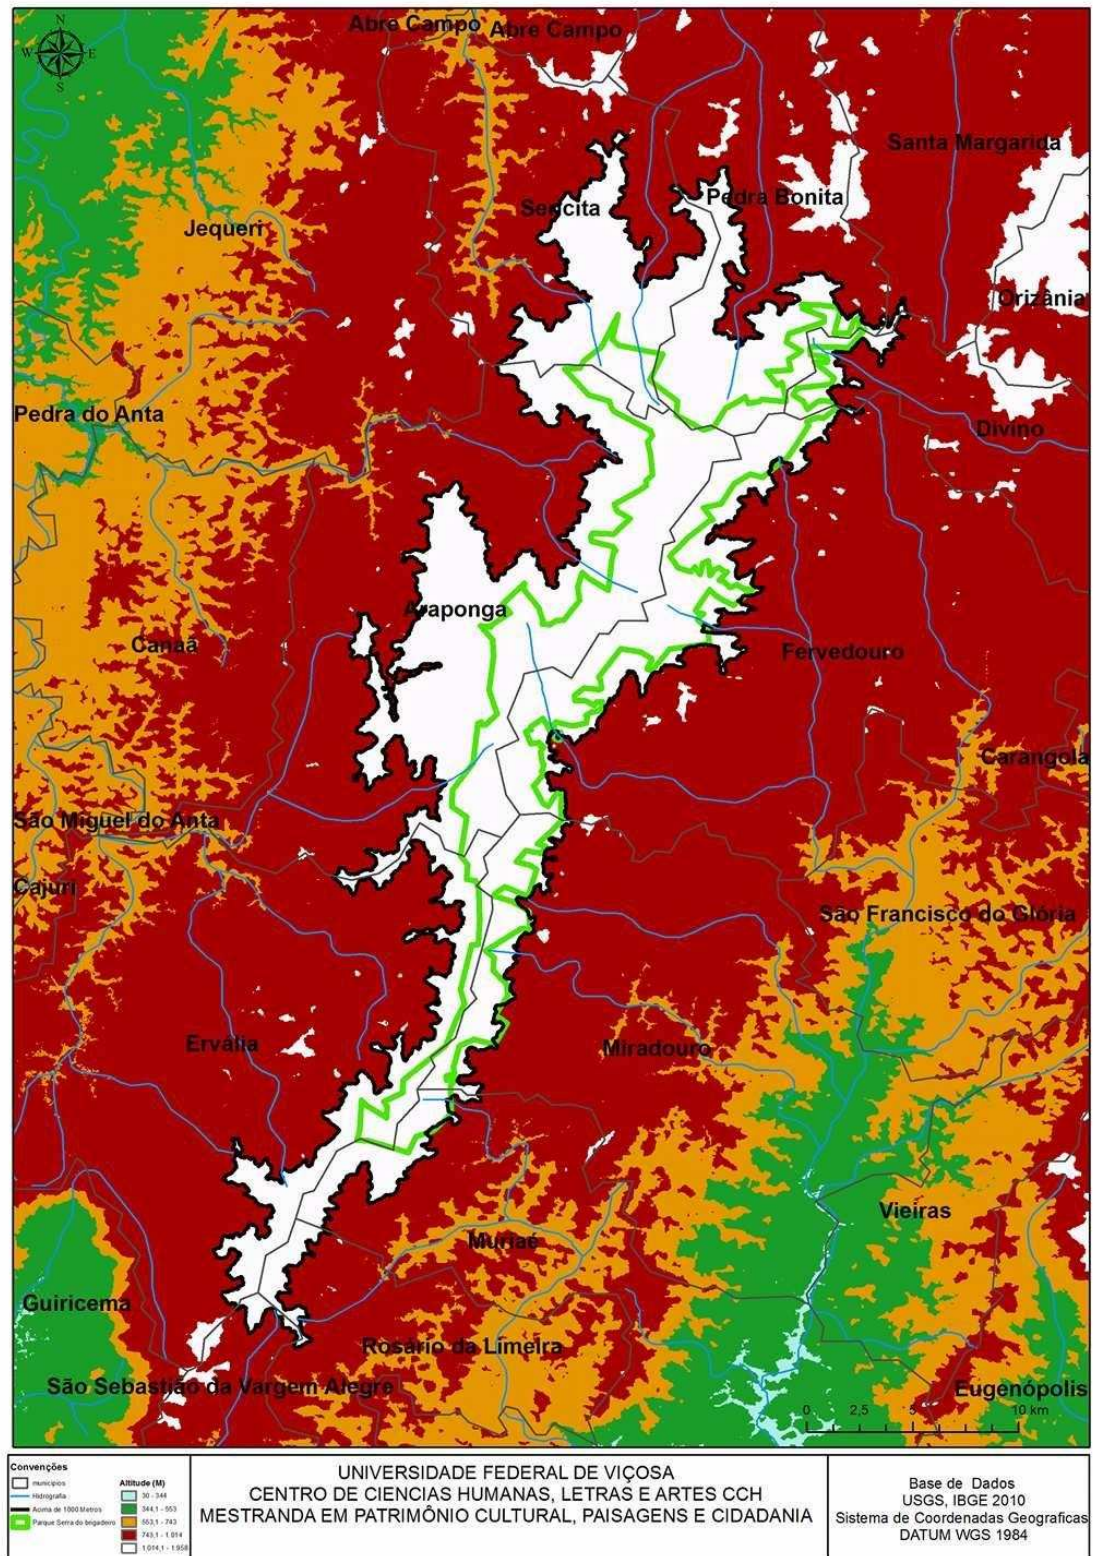 Abre Campo Abre Campo
N
W E
S
Santa Margarida
Sericita
Pedra Bonita
Jequeri
Orizânia
Pedra do Anta
Divino
Araponga
Canaã
Fervedouro
Carangola
São Miguel do Anta
Cajuri
São Francisco do Glória
Ervália
Miradouro
Vieiras
Muriaé
Guiricema
Rosário da Limeira
São Sebastião da Vargem Alegre
Eugenópolis
0 2,5 5 10 km
Convenções
municipios
Hidrografia
Acima de 1000 Metros
Parque Serra do brigadeiro
Altitude (M)
30 - 344
344,1 - 553
553,1 - 743
743,1 - 1.014
1.014,1 - 1.958
UNIVERSIDADE FEDERAL DE VIÇOSA
CENTRO DE CIENCIAS HUMANAS, LETRAS E ARTES CCH
MESTRANDA EM PATRIMÔNIO CULTURAL, PAISAGENS E CIDADANIA
Base de Dados
USGS, IBGE 2010
Sistema de Coordenadas Geograficas
DATUM WGS 1984